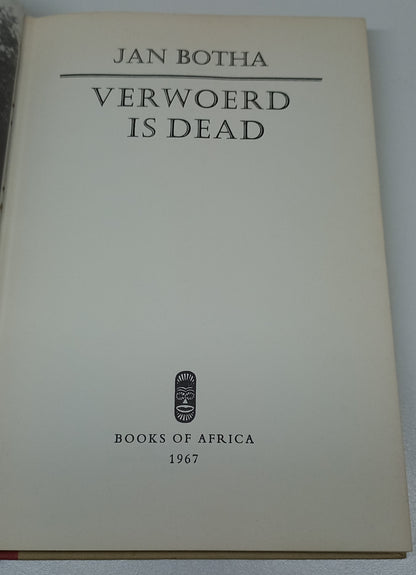 JAN BOTHA
VERWOERD
IS DEAD
BOOKS OF AFRICA
1967